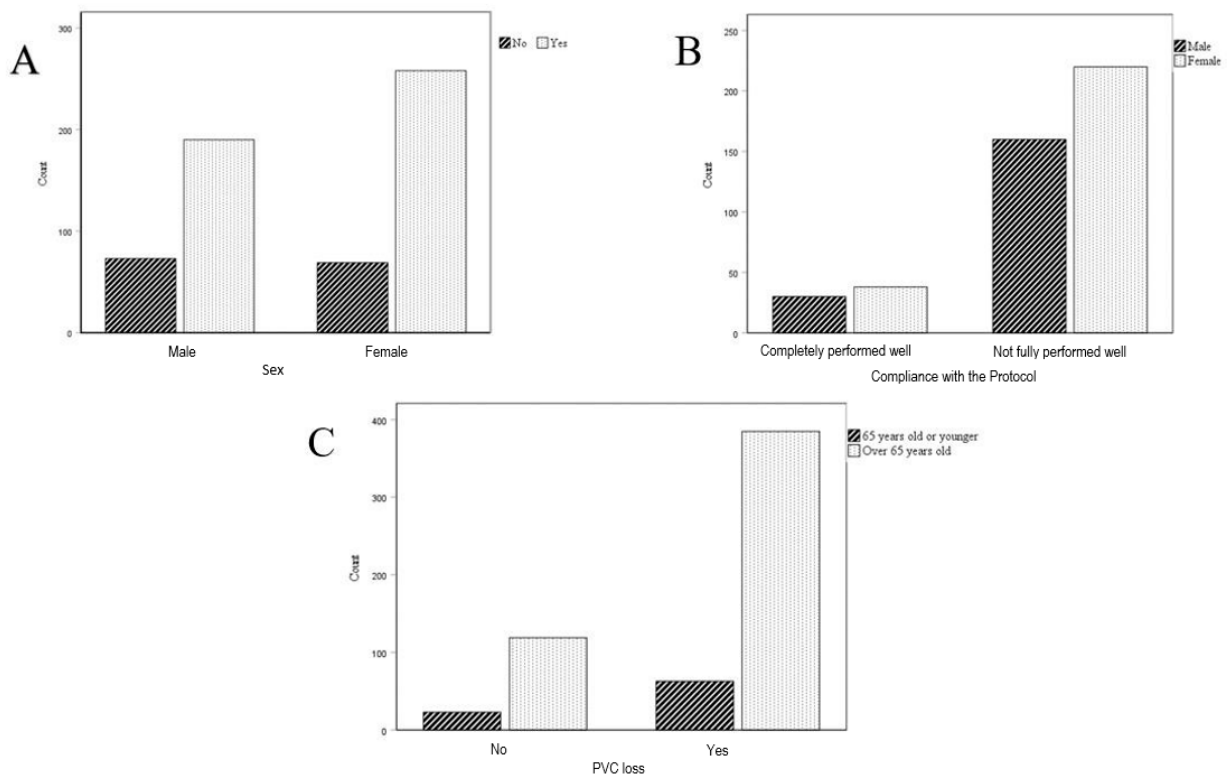 A
300
200
100
0
Count
Male Female
Sex
No Yes
B
250
200
150
100
50
0
Count
Completely performed well Not fully performed well
Compliance with the Protocol
Male
Female
C
400
300
200
100
0
Count
No Yes
PVC loss
65 years old or younger
Over 65 years old